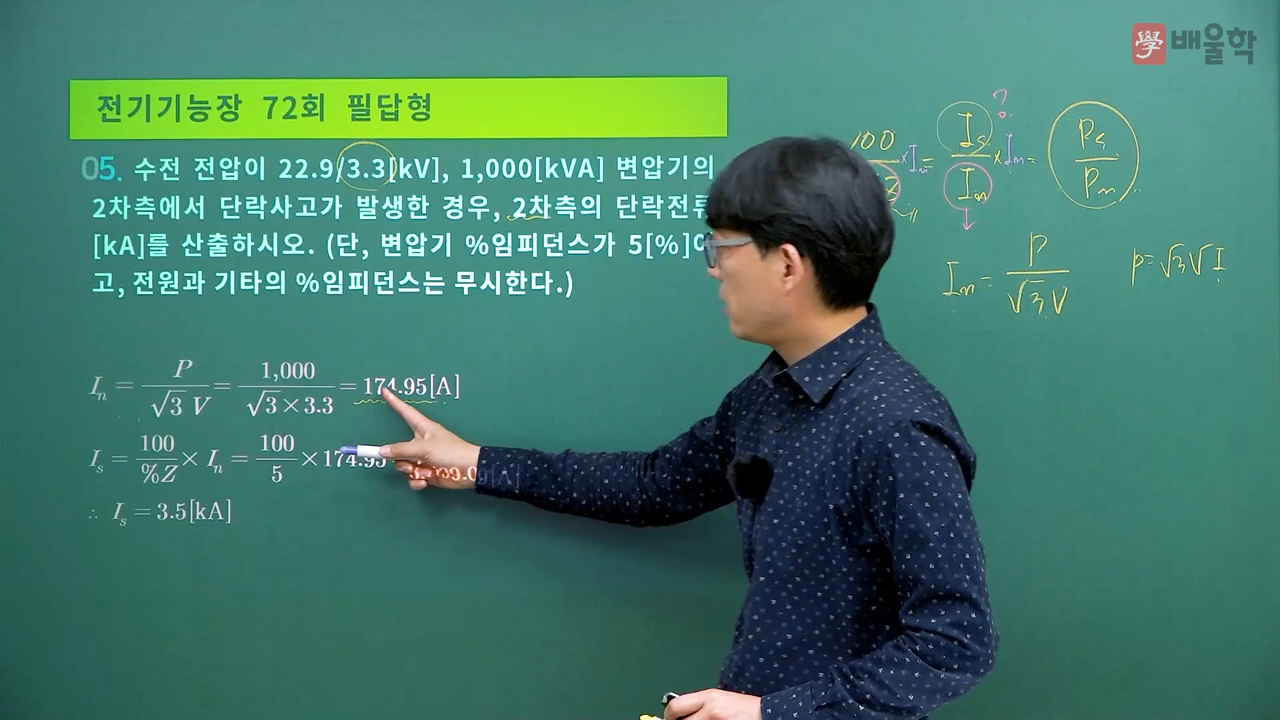 學 배울학
전기기능장 72회 필답형
05. 수전 전압이 22.9/3.3[kV], 1,000[kVA] 변압기의
2차측에서 단락사고가 발생한 경우, 2차측의 단락전류
[kA]를 산출하시오. (단, 변압기 %임피던스가 5[%]이
고, 전원과 기타의 %임피던스는 무시한다.)
I_n = P / √3 V = 1,000 / √3×3.3 = 174.95[A]
I_s = 100 / %Z × I_n = 100 / 5 × 174.95
∴ I_s = 3.5[kA]
100 ×I_n = I_s / I_n × I_n = P_s / P_n
?
I_n = P / √3 V
P = √3 V I